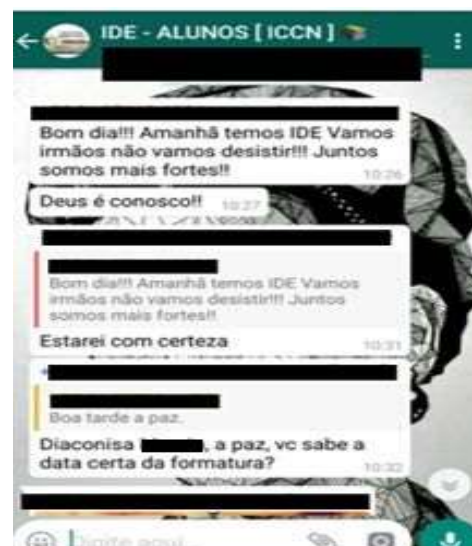 IDE - ALUNOS [ ICCN ]
Bom dia!!! Amanhã temos IDE Vamos
irmãos não vamos desistir!!! Juntos
somos mais fortes!!
10:26
Deus é conosco!! 10:27
Bom dia!!! Amanhã temos IDE Vamos
irmãos não vamos desistir!!! Juntos
somos mais fortes!!
Estarei com certeza 10:31
Boa tarde a paz,
Diaconisa , a paz, vc sabe a
data certa da formatura? 10:32
Digite aqui...